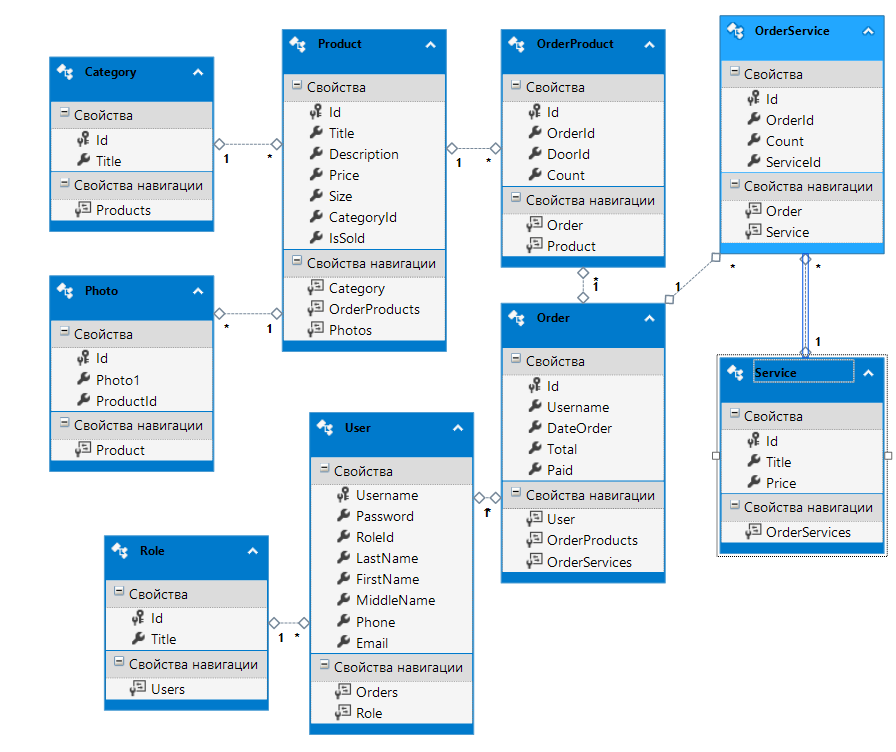 Category
Свойства
Id
Title
Свойства навигации
Products
1
*
Product
Свойства
Id
Title
Description
Price
Size
CategoryId
IsSold
Свойства навигации
Category
OrderProducts
Photos
1
*
OrderProduct
Свойства
Id
OrderId
DoorId
Count
Свойства навигации
Order
Product
*
1
OrderService
Свойства
Id
OrderId
Count
ServiceId
Свойства навигации
Order
Service
*
1
*
1
Photo
Свойства
Id
Photo1
ProductId
Свойства навигации
Product
*
1
Order
Свойства
Id
Username
DateOrder
Total
Paid
Свойства навигации
User
OrderProducts
OrderServices
Service
Свойства
Id
Title
Price
Свойства навигации
OrderServices
User
Свойства
Username
Password
RoleId
LastName
FirstName
MiddleName
Phone
Email
Свойства навигации
Orders
Role
1
*
Role
Свойства
Id
Title
Свойства навигации
Users
1
*